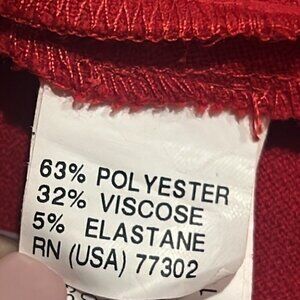 63% POLYESTER
32% VISCOSE
5% ELASTANE
RN (USA) 77302